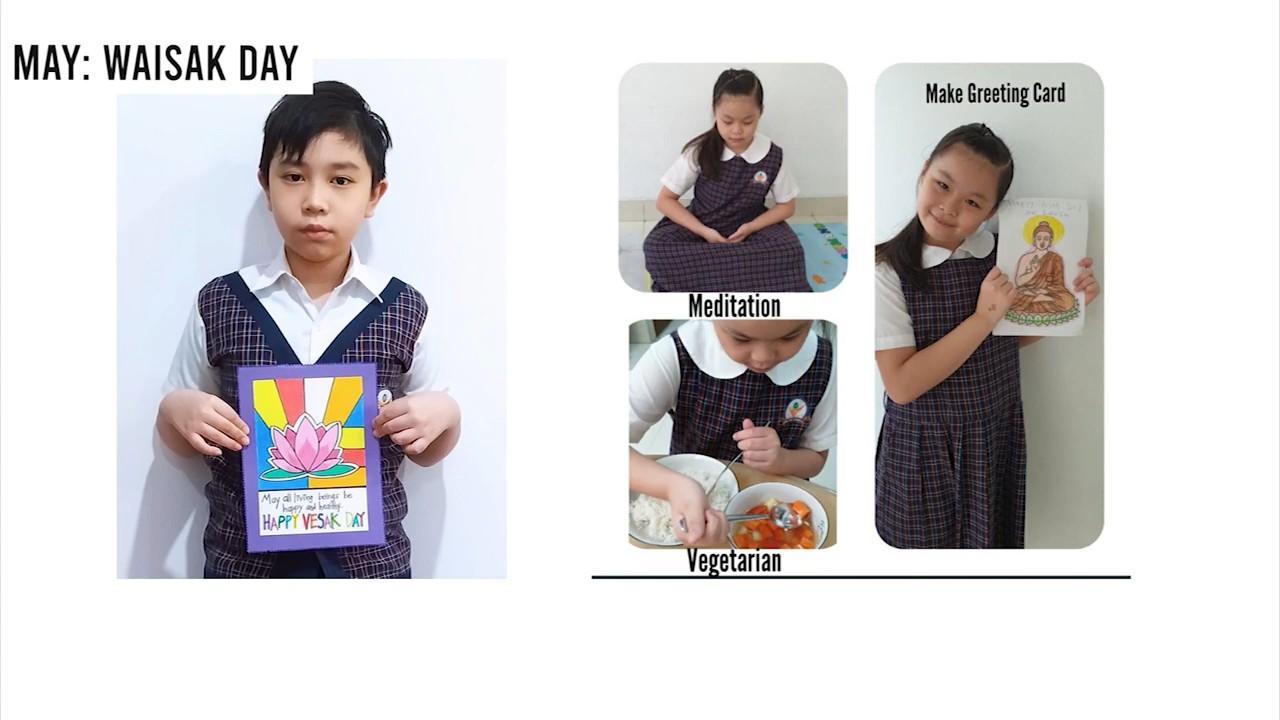 MAY: WAISAK DAY
May all living beings be
happy and healthy.
HAPPY VESAK DAY
Meditation
Vegetarian
Make Greeting Card